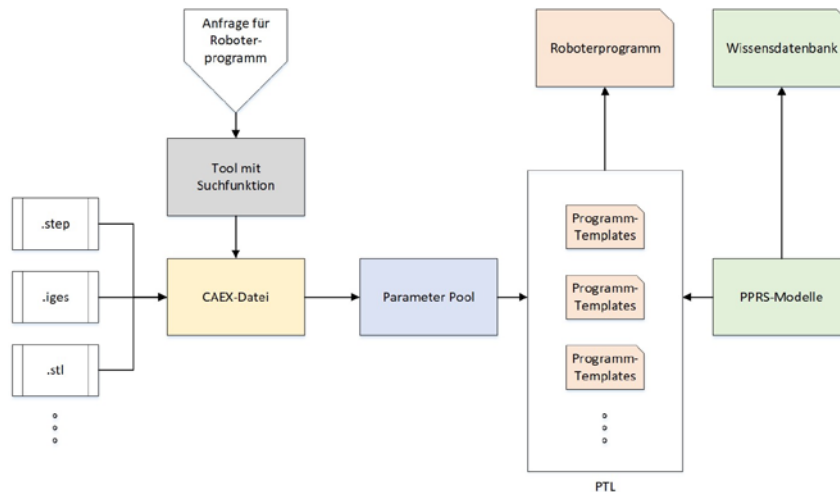 Anfrage für
Roboter-
programm
Roboterprogramm
Wissensdatenbank
Tool mit
Suchfunktion
.step
.iges
.stl
CAEX-Datei
Parameter Pool
Programm-
Templates
Programm-
Templates
Programm-
Templates
PPRS-Modelle
PTL